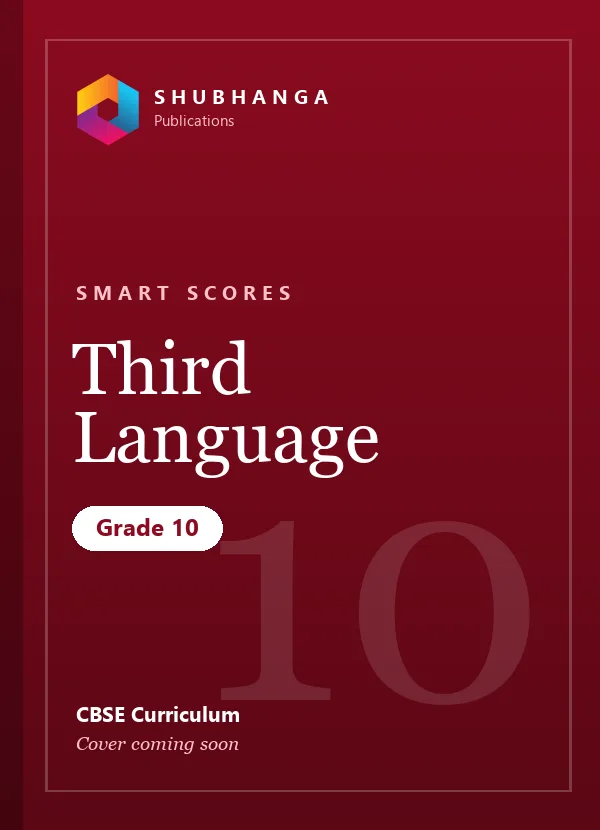 SHUBHANGA
Publications
SMART SCORES
Third
Language
Grade 10
10
CBSE Curriculum
Cover coming soon